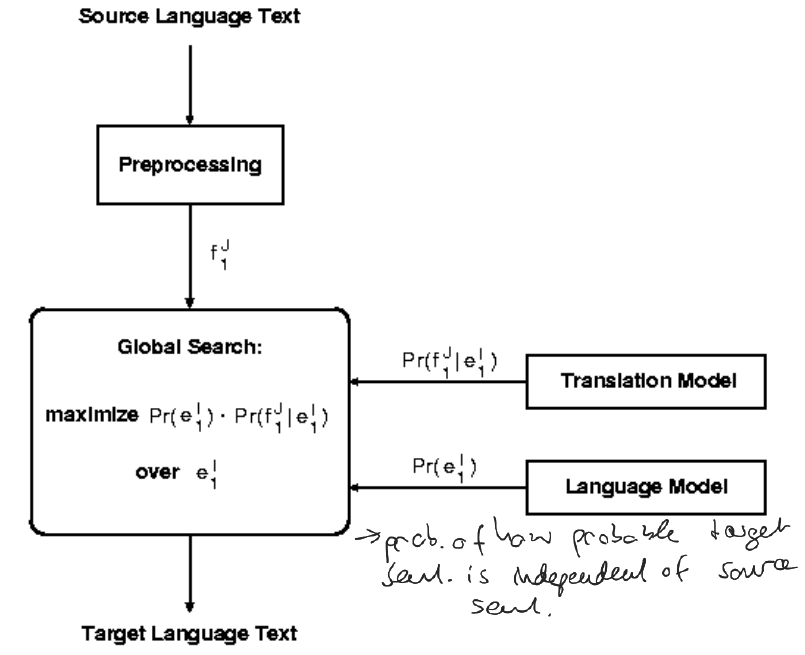 Source Language Text
Preprocessing
f_1^J
Global Search:
Pr(f_1^J|e_1^I)
Translation Model
maximize Pr(e_1^I) · Pr(f_1^J|e_1^I)
over e_1^I
Pr(e_1^I)
Language Model
→ prob. of how probable target
sent. is independent of source
sent.
Target Language Text